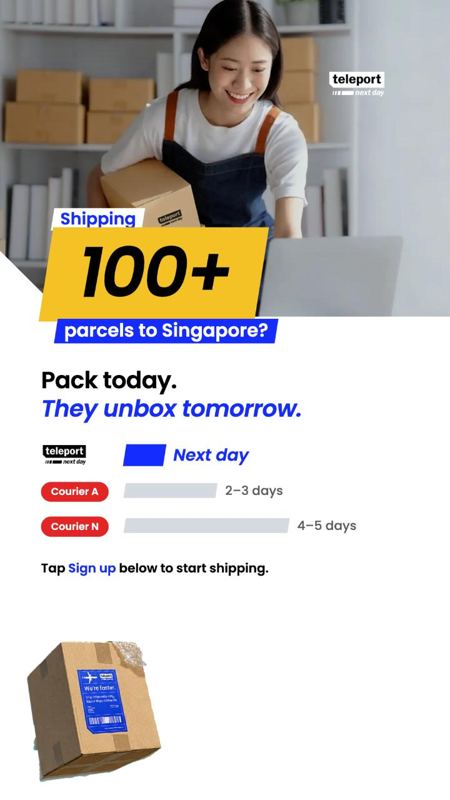 teleport
next day
teleport
Shipping
100+
parcels to Singapore?
Pack today.
They unbox tomorrow.
teleport
next day
Next day
Courier A
2–3 days
Courier N
4–5 days
Tap Sign up below to start shipping.
We're faster.